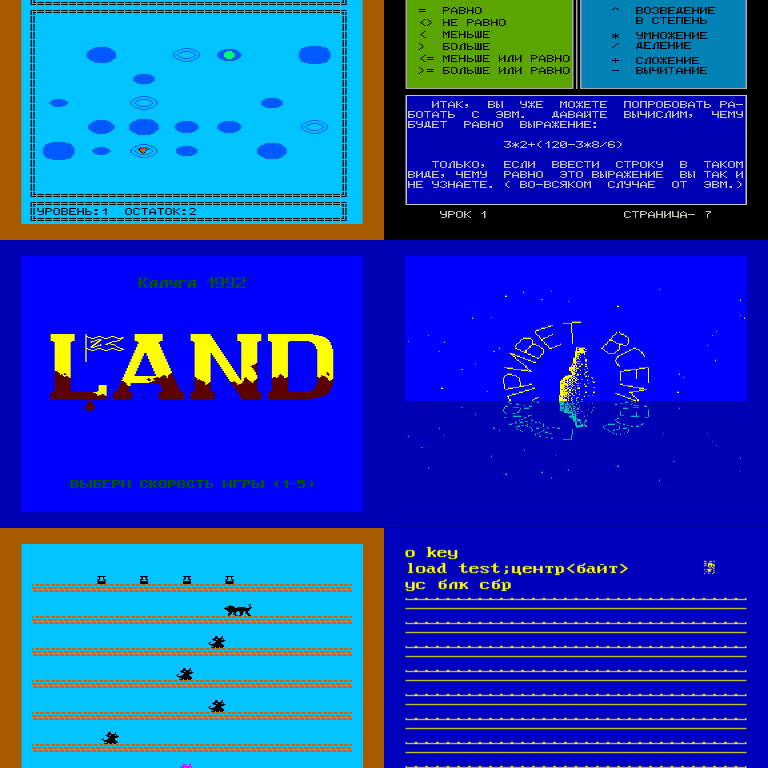 УРОВЕНЬ:1 ОСТАТОК:2
= РАВНО
<> НЕ РАВНО
< МЕНЬШЕ
> БОЛЬШЕ
<= МЕНЬШЕ ИЛИ РАВНО
>= БОЛЬШЕ ИЛИ РАВНО
^ ВОЗВЕДЕНИЕ
В СТЕПЕНЬ
* УМНОЖЕНИЕ
/ ДЕЛЕНИЕ
+ СЛОЖЕНИЕ
- ВЫЧИТАНИЕ
ИТАК, ВЫ УЖЕ МОЖЕТЕ ПОПРОБОВАТЬ РА-
БОТАТЬ С ЭВМ. ДАВАЙТЕ ВЫЧИСЛИМ, ЧЕМУ
БУДЕТ РАВНО ВЫРАЖЕНИЕ:
3*2+(120-3*8/6)
ТОЛЬКО, ЕСЛИ ВВЕСТИ СТРОКУ В ТАКОМ
ВИДЕ, ЧЕМУ РАВНО ЭТО ВЫРАЖЕНИЕ ВЫ ТАК И
НЕ УЗНАЕТЕ. ( ВО-ВСЯКОМ СЛУЧАЕ ОТ ЭВМ.)
УРОК 1 СТРАНИЧА- 7
Калуга 1992
LAND
ВЫБЕРИ СКОРОСТЬ ИГРЫ (1-5)
ПРИВЕТ ВСЕМ
o key
load test;центр<байт>
ус блк сбр